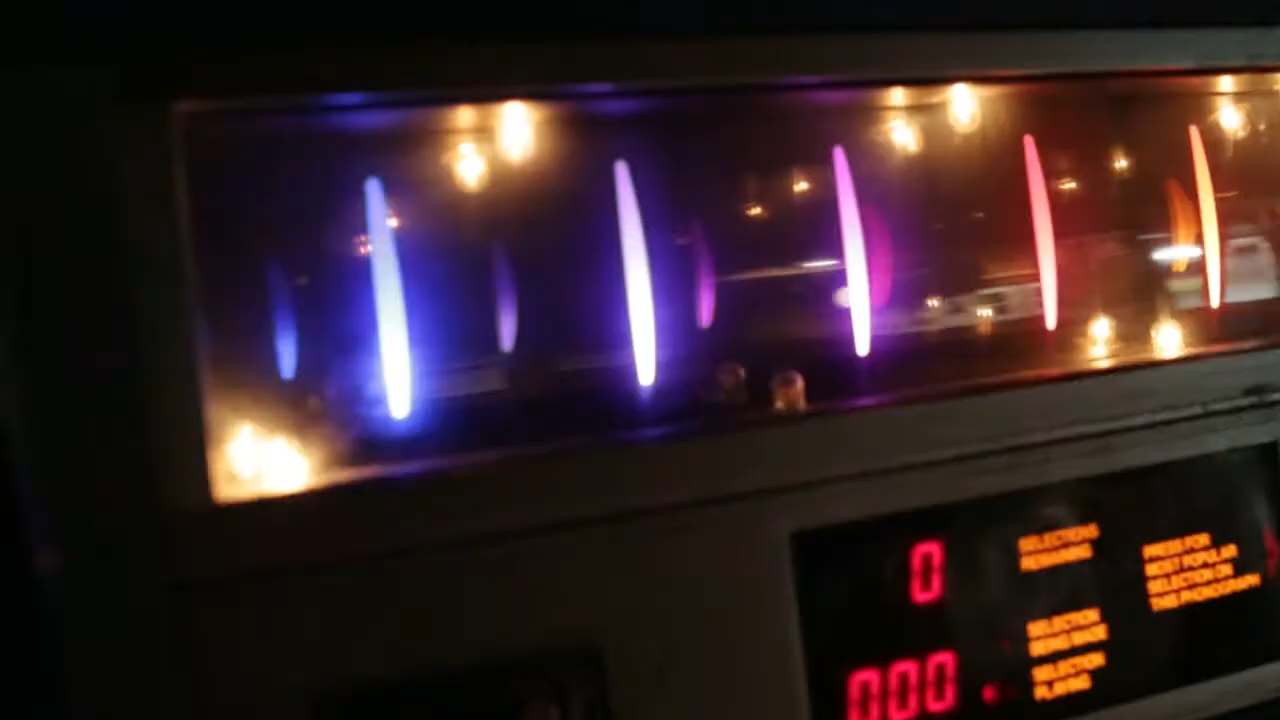 0
SELECTIONS
REMAINING
PRESS FOR
MOST POPULAR
SELECTION ON
THIS PHONOGRAPH
SELECTION
BEING MADE
000
SELECTION
PLAYING